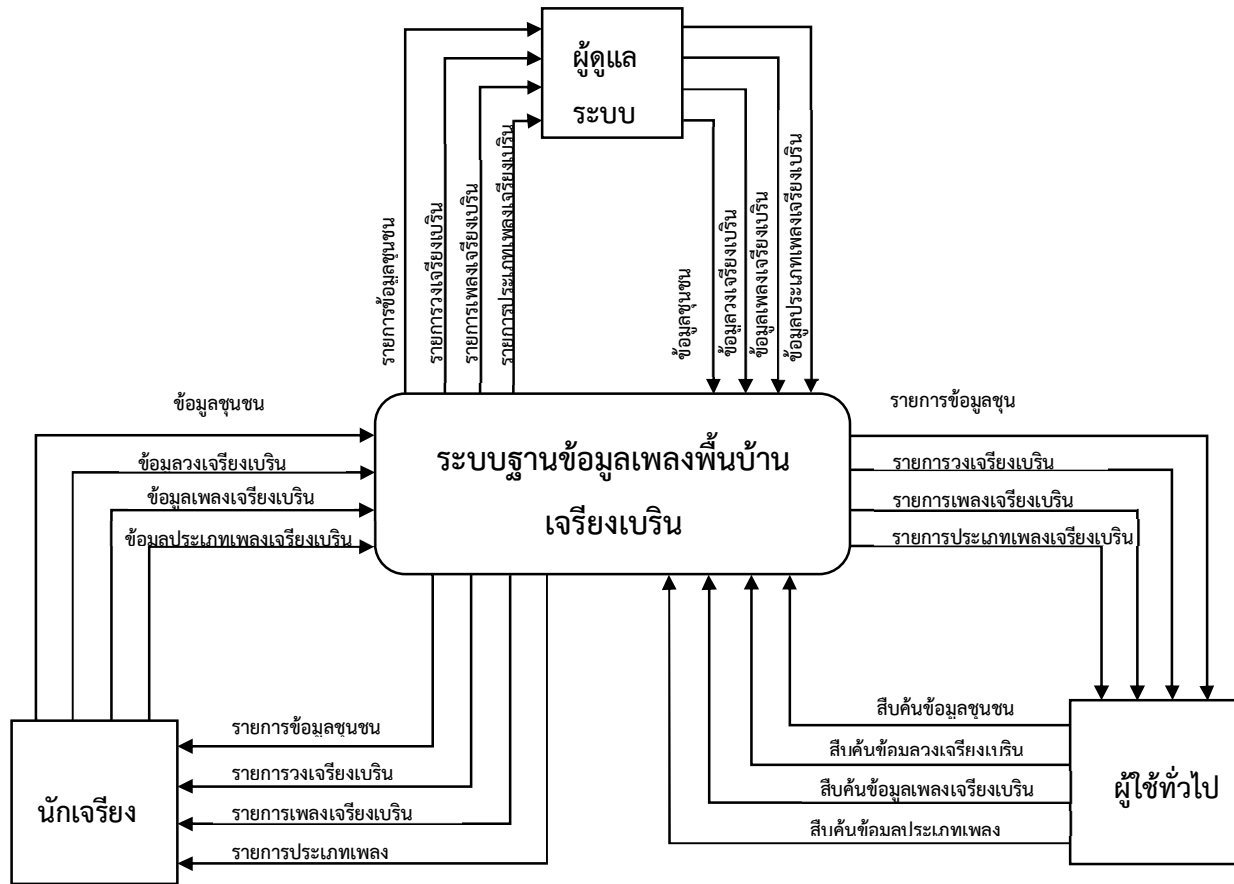 ผู้ดูแล
ระบบ
รายการข้อมูลชุนชน
รายการวงเจรียงเบริน
รายการเพลงเจรียงเบริน
รายการประเภทเพลงเจรียงเบริน
ข้อมูลชุมชน
ข้อมูลวงเจรียงเบริน
ข้อมูลเพลงเจรียงเบริน
ข้อมูลประเภทเพลงเจรียงเบริน
ข้อมูลชุนชน
ข้อมลวงเจรียงเบริน
ข้อมูลเพลงเจรียงเบริน
ข้อมลประเภทเพลงเจรียงเบริน
ระบบฐานข้อมูลเพลงพื้นบ้าน
เจรียงเบริน
รายการข้อมูลชุน
รายการวงเจรียงเบริน
รายการเพลงเจรียงเบริน
รายการประเภทเพลงเจรียงเบริน
นักเจรียง
รายการข้อมูลชุนชน
รายการวงเจรียงเบริน
รายการเพลงเจรียงเบริน
รายการประเภทเพลง
สืบค้นข้อมูลชุนชน
สืบค้นข้อมลวงเจรียงเบริน
สืบค้นข้อมูลเพลงเจรียงเบริน
สืบค้นข้อมลประเภทเพลง
ผู้ใช้ทั่วไป